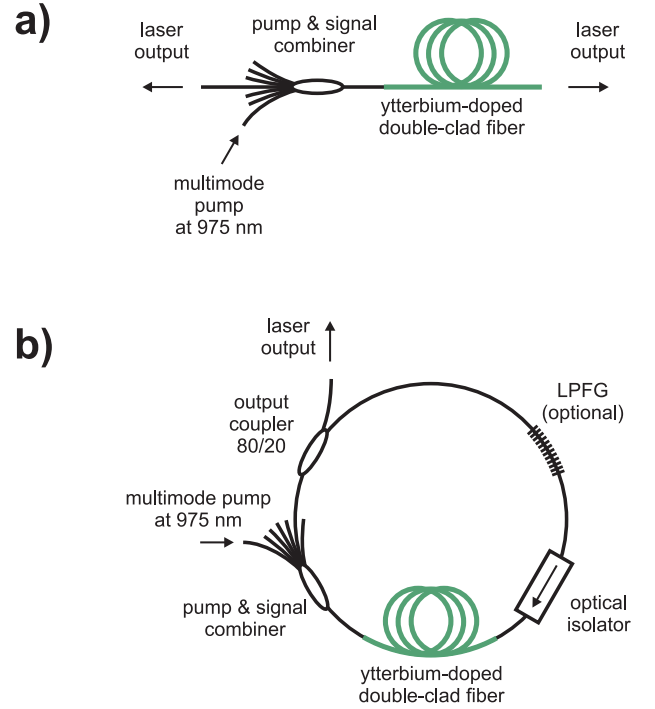 a)
laser
output
pump & signal
combiner
laser
output
ytterbium-doped
double-clad fiber
multimode
pump
at 975 nm
b)
laser
output
output
coupler
80/20
LPFG
(optional)
multimode pump
at 975 nm
pump & signal
combiner
optical
isolator
ytterbium-doped
double-clad fiber